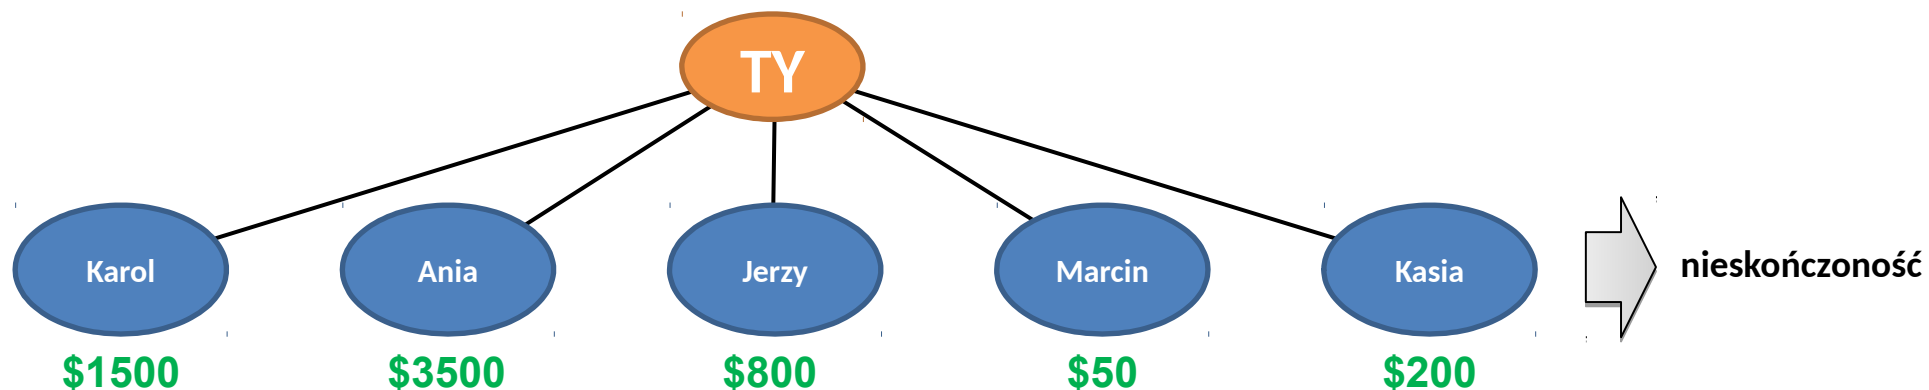 TY
Karol
Ania
Jerzy
Marcin
Kasia
nieskończoność
$1500
$3500
$800
$50
$200